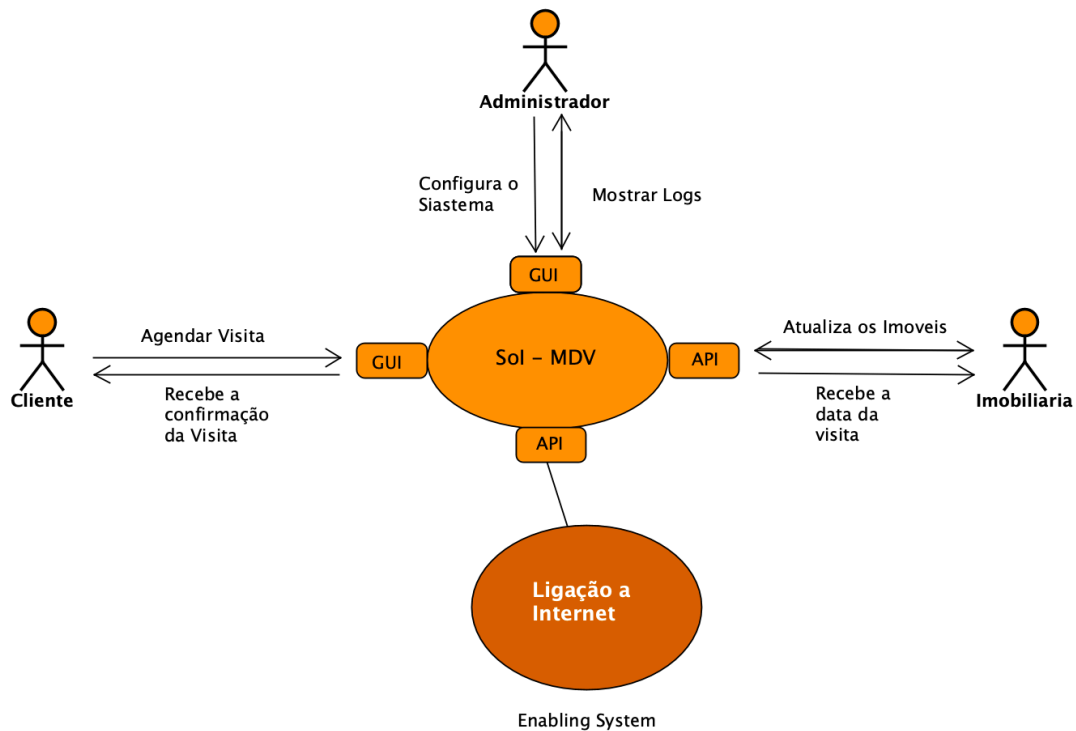 Administrador
Configura o
Siastema
Mostrar Logs
GUI
Agendar Visita
GUI
SoI - MDV
API
Atualiza os Imoveis
Cliente
Recebe a
confirmação
da Visita
Recebe a
data da
visita
Imobiliaria
API
Ligação a
Internet
Enabling System